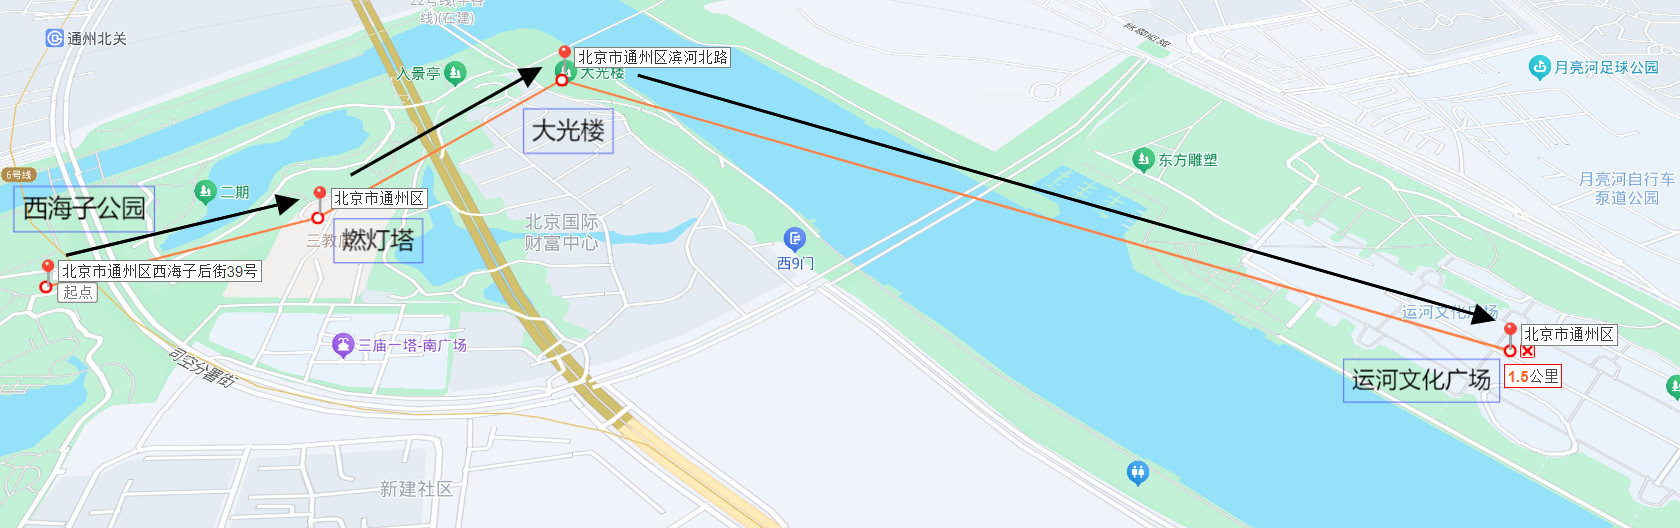 22号线(平谷
线)(在建)
通州北关
北京市通州区滨河北路
大光楼
八景亭
大光楼
月亮河足球公园
东方雕塑
月亮河自行车
泵道公园
6号线
二期
西海子公园
北京市通州区
燃灯塔
北京国际
财富中心
西9门
北京市通州区西海子后街39号
起点
运河文化广场
北京市通州区
三庙一塔-南广场
司空分署街
运河文化广场
1.5公里
新建社区